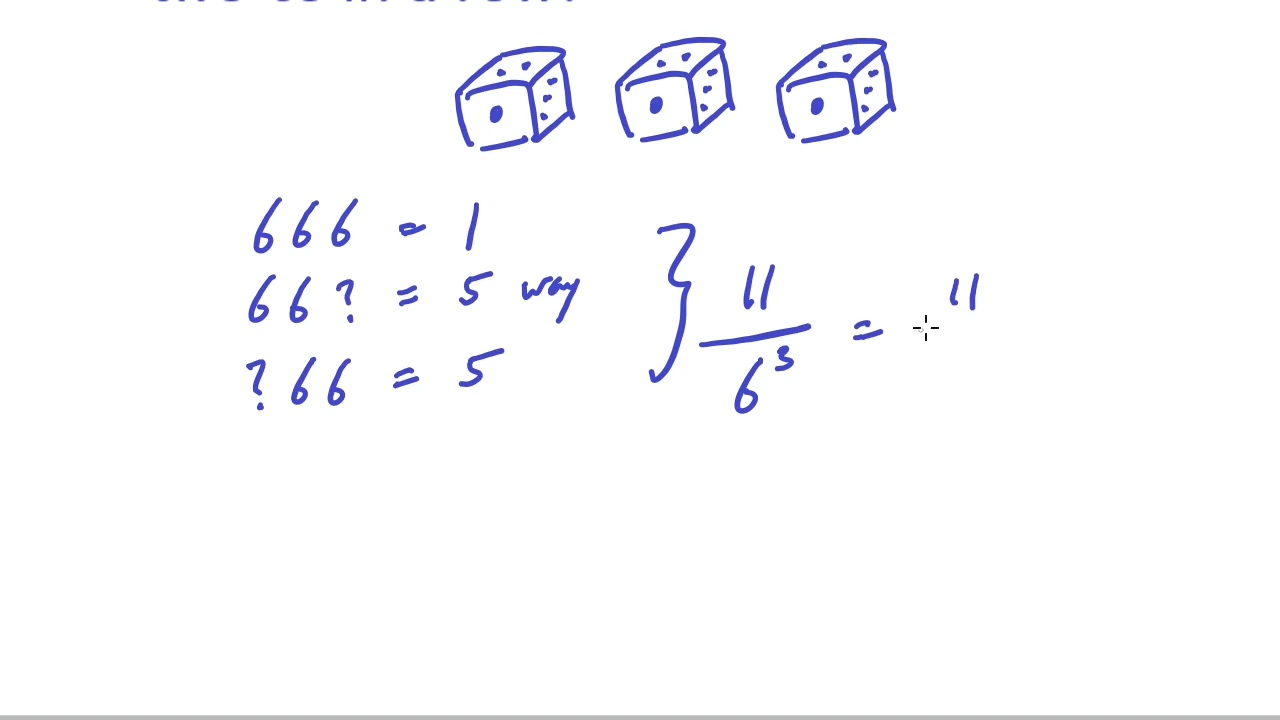 666 = 1
66? = 5 way
?66 = 5
} 11/6³ = 11